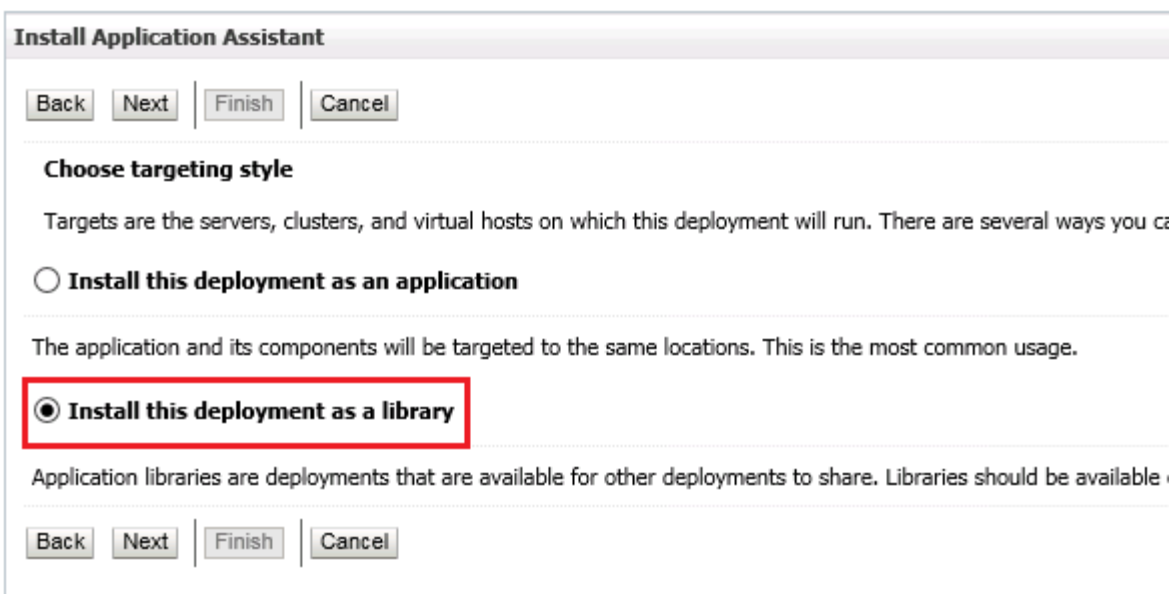 Install Application Assistant
Back Next Finish Cancel
Choose targeting style
Targets are the servers, clusters, and virtual hosts on which this deployment will run. There are several ways you
Install this deployment as an application
The application and its components will be targeted to the same locations. This is the most common usage.
Install this deployment as a library
Application libraries are deployments that are available for other deployments to share. Libraries should be available
Back Next Finish Cancel